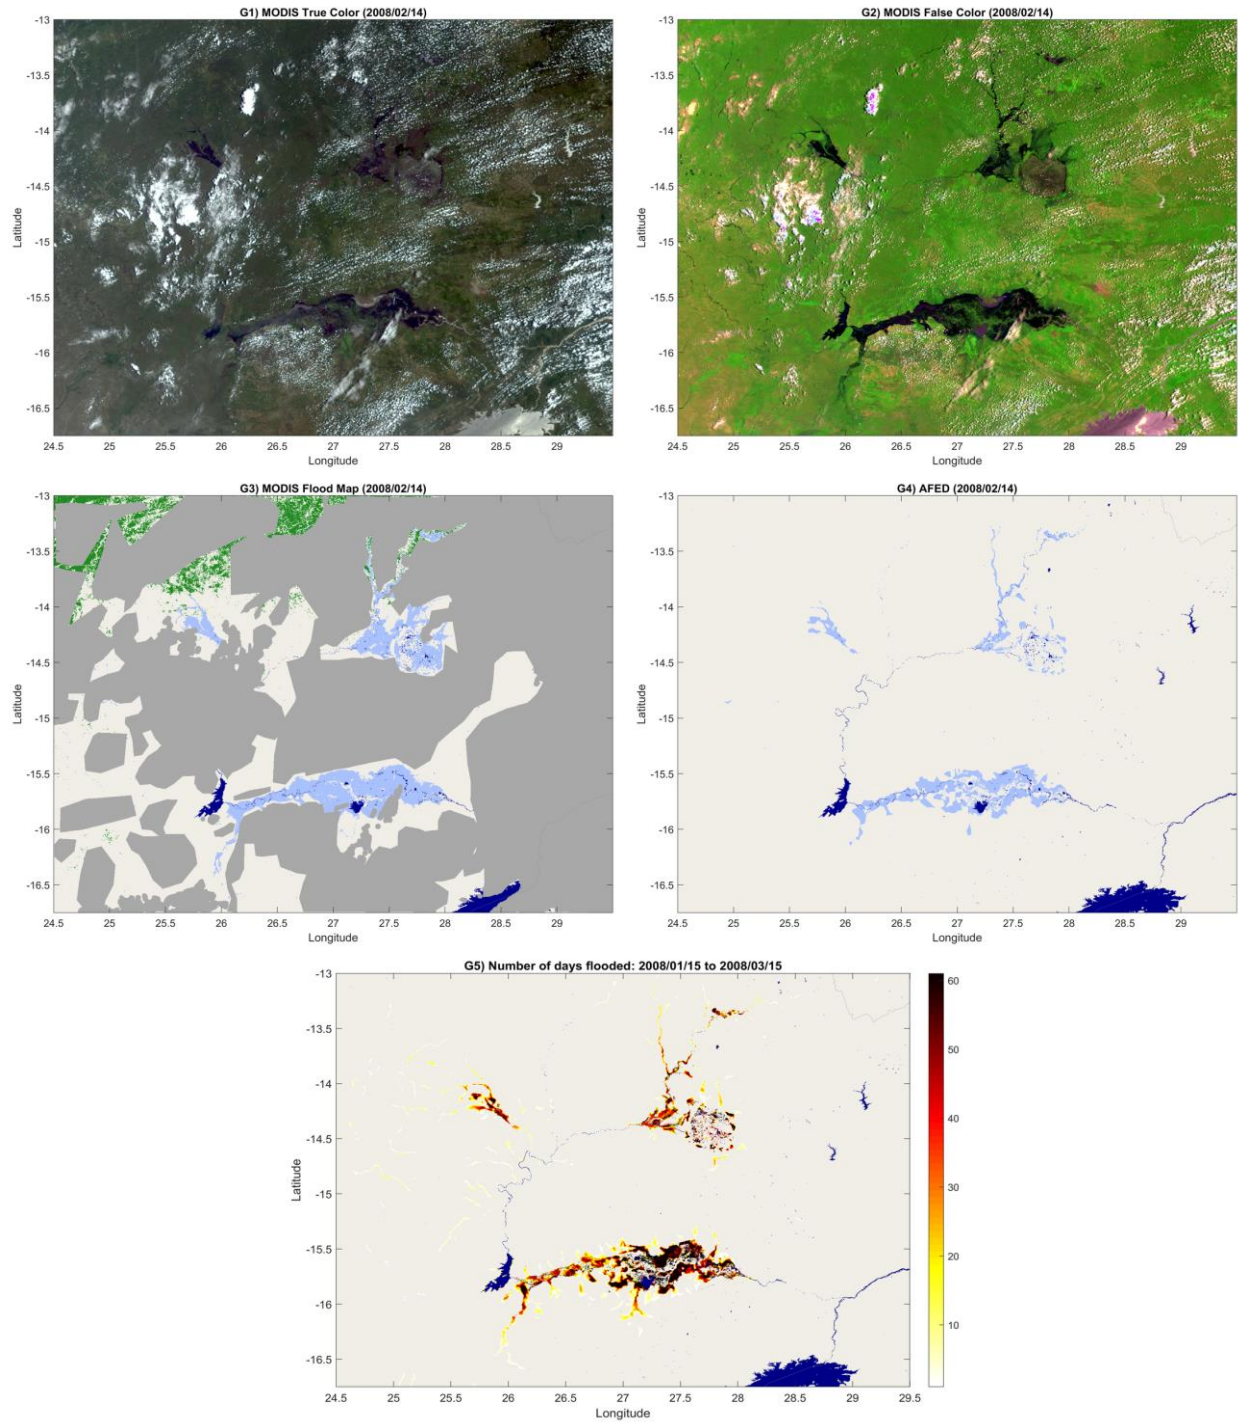 G1) MODIS True Color (2008/02/14)
-13
-13.5
-14
-14.5
-15
-15.5
-16
-16.5
Latitude
24.5 25 25.5 26 26.5 27 27.5 28 28.5 29
Longitude
G2) MODIS False Color (2008/02/14)
-13
-13.5
-14
-14.5
-15
-15.5
-16
-16.5
Latitude
24.5 25 25.5 26 26.5 27 27.5 28 28.5 29
Longitude
G3) MODIS Flood Map (2008/02/14)
-13
-13.5
-14
-14.5
-15
-15.5
-16
-16.5
Latitude
24.5 25 25.5 26 26.5 27 27.5 28 28.5 29
Longitude
G4) AFED (2008/02/14)
-13
-13.5
-14
-14.5
-15
-15.5
-16
-16.5
Latitude
24.5 25 25.5 26 26.5 27 27.5 28 28.5 29
Longitude
G5) Number of days flooded: 2008/01/15 to 2008/03/15
-13
-13.5
-14
-14.5
-15
-15.5
-16
-16.5
Latitude
24.5 25 25.5 26 26.5 27 27.5 28 28.5 29 29.5
Longitude
60
50
40
30
20
10